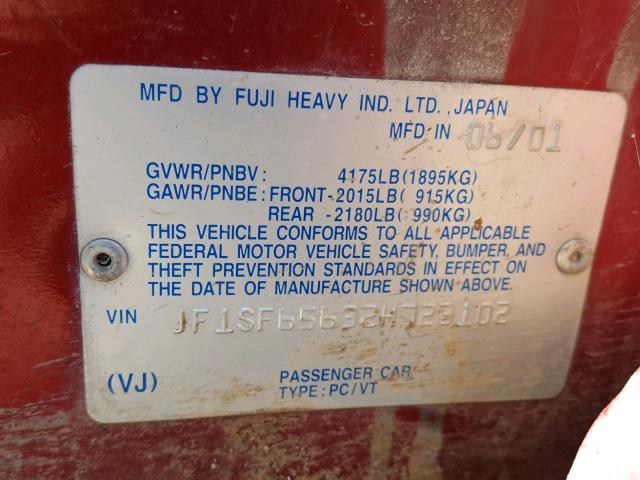 MFD BY FUJI HEAVY IND. LTD., JAPAN
MFD IN 06/01
GVWR/PNBV: 4175LB(1895KG)
GAWR/PNBE: FRONT-2015LB( 915KG)
REAR -2180LB( 990KG)
THIS VEHICLE CONFORMS TO ALL APPLICABLE
FEDERAL MOTOR VEHICLE SAFETY, BUMPER, AND
THEFT PREVENTION STANDARDS IN EFFECT ON
THE DATE OF MANUFACTURE SHOWN ABOVE.
VIN JF1SF65632H723102
(VJ) PASSENGER CAR
TYPE: PC/VT